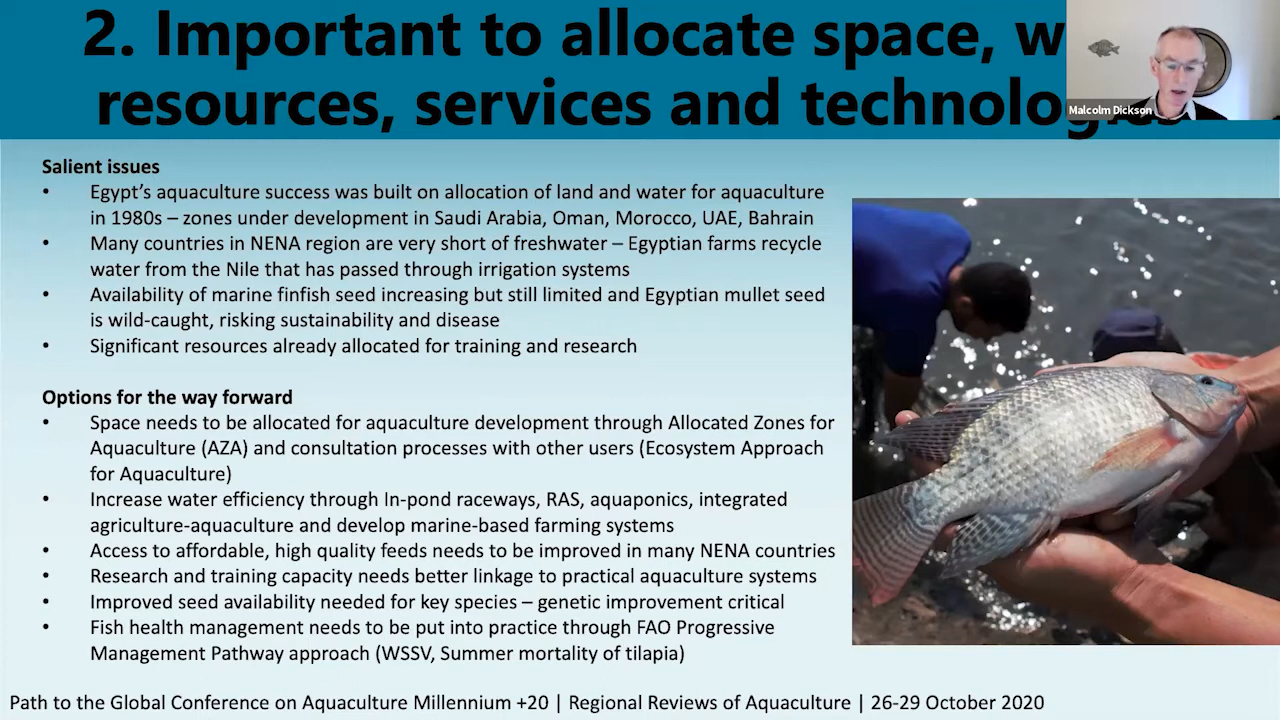 2. Important to allocate space, w
resources, services and technologies
Malcolm Dickson
Salient issues
• Egypt's aquaculture success was built on allocation of land and water for aquaculture
in 1980s – zones under development in Saudi Arabia, Oman, Morocco, UAE, Bahrain
• Many countries in NENA region are very short of freshwater – Egyptian farms recycle
water from the Nile that has passed through irrigation systems
• Availability of marine finfish seed increasing but still limited and Egyptian mullet seed
is wild-caught, risking sustainability and disease
• Significant resources already allocated for training and research
Options for the way forward
• Space needs to be allocated for aquaculture development through Allocated Zones for
Aquaculture (AZA) and consultation processes with other users (Ecosystem Approach
for Aquaculture)
• Increase water efficiency through In-pond raceways, RAS, aquaponics, integrated
agriculture-aquaculture and develop marine-based farming systems
• Access to affordable, high quality feeds needs to be improved in many NENA countries
• Research and training capacity needs better linkage to practical aquaculture systems
• Improved seed availability needed for key species – genetic improvement critical
• Fish health management needs to be put into practice through FAO Progressive
Management Pathway approach (WSSV, Summer mortality of tilapia)
Path to the Global Conference on Aquaculture Millennium +20 | Regional Reviews of Aquaculture | 26-29 October 2020